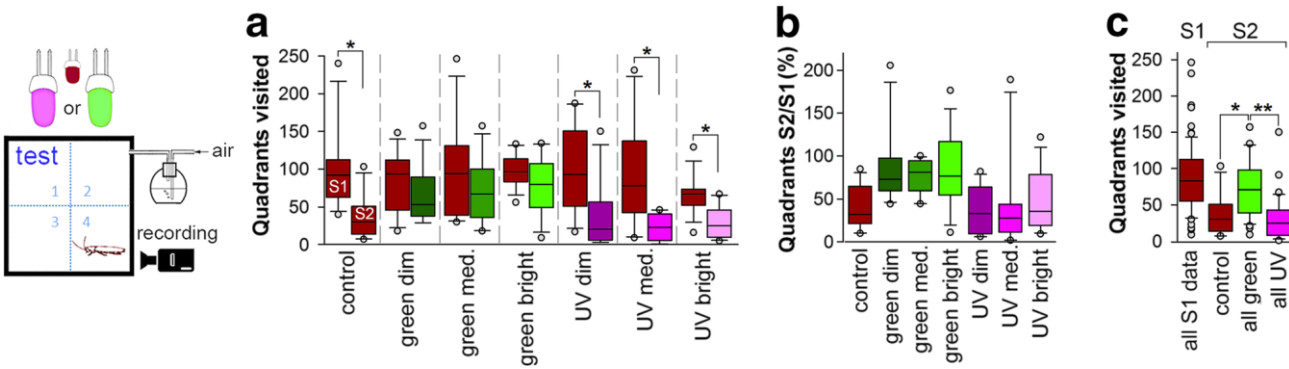 or
test
air
1 2
3 4
recording
a
Quadrants visited
250
200
150
100
50
0
S1
S2
*
*
*
*
control
green dim
green med.
green bright
UV dim
UV med.
UV bright
b
Quadrants S2/S1 (%)
200
150
100
50
0
control
green dim
green med.
green bright
UV dim
UV med.
UV bright
c
S1 S2
Quadrants visited
250
200
150
100
50
0
* **
all S1 data
control
all green
all UV